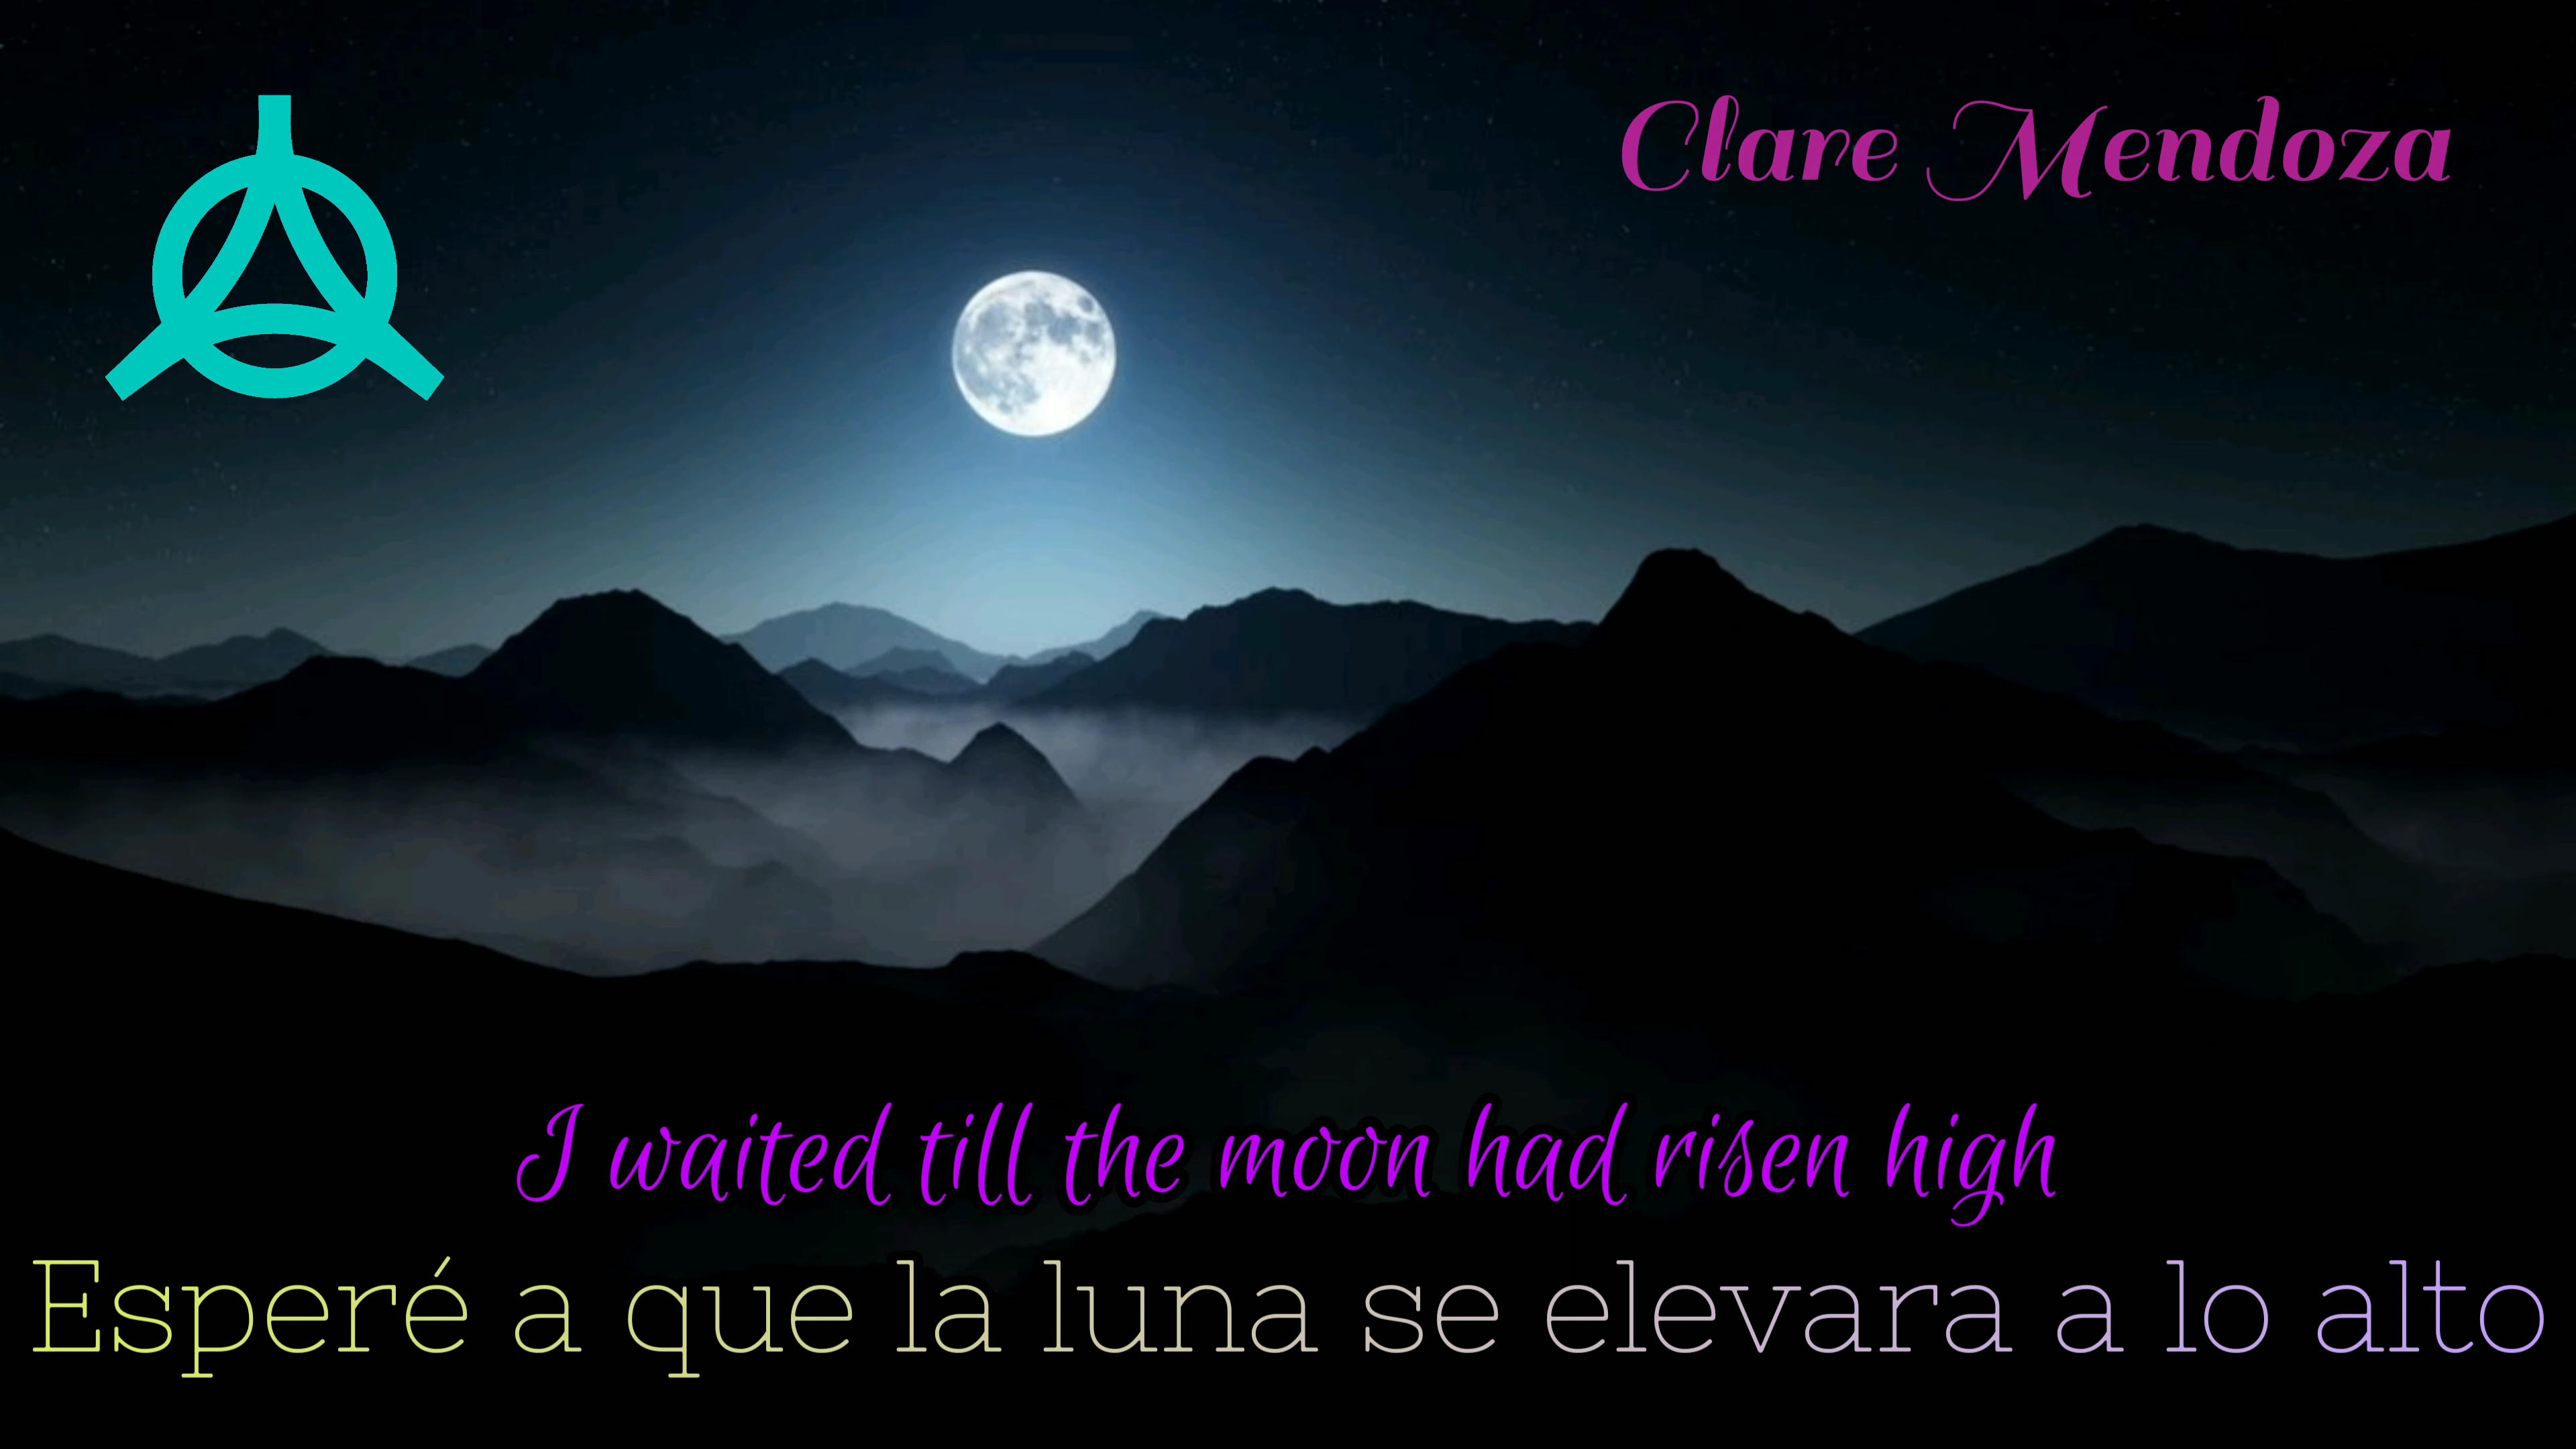 Clare Mendoza
I waited till the moon had risen high
Esperé a que la luna se elevara a lo alto